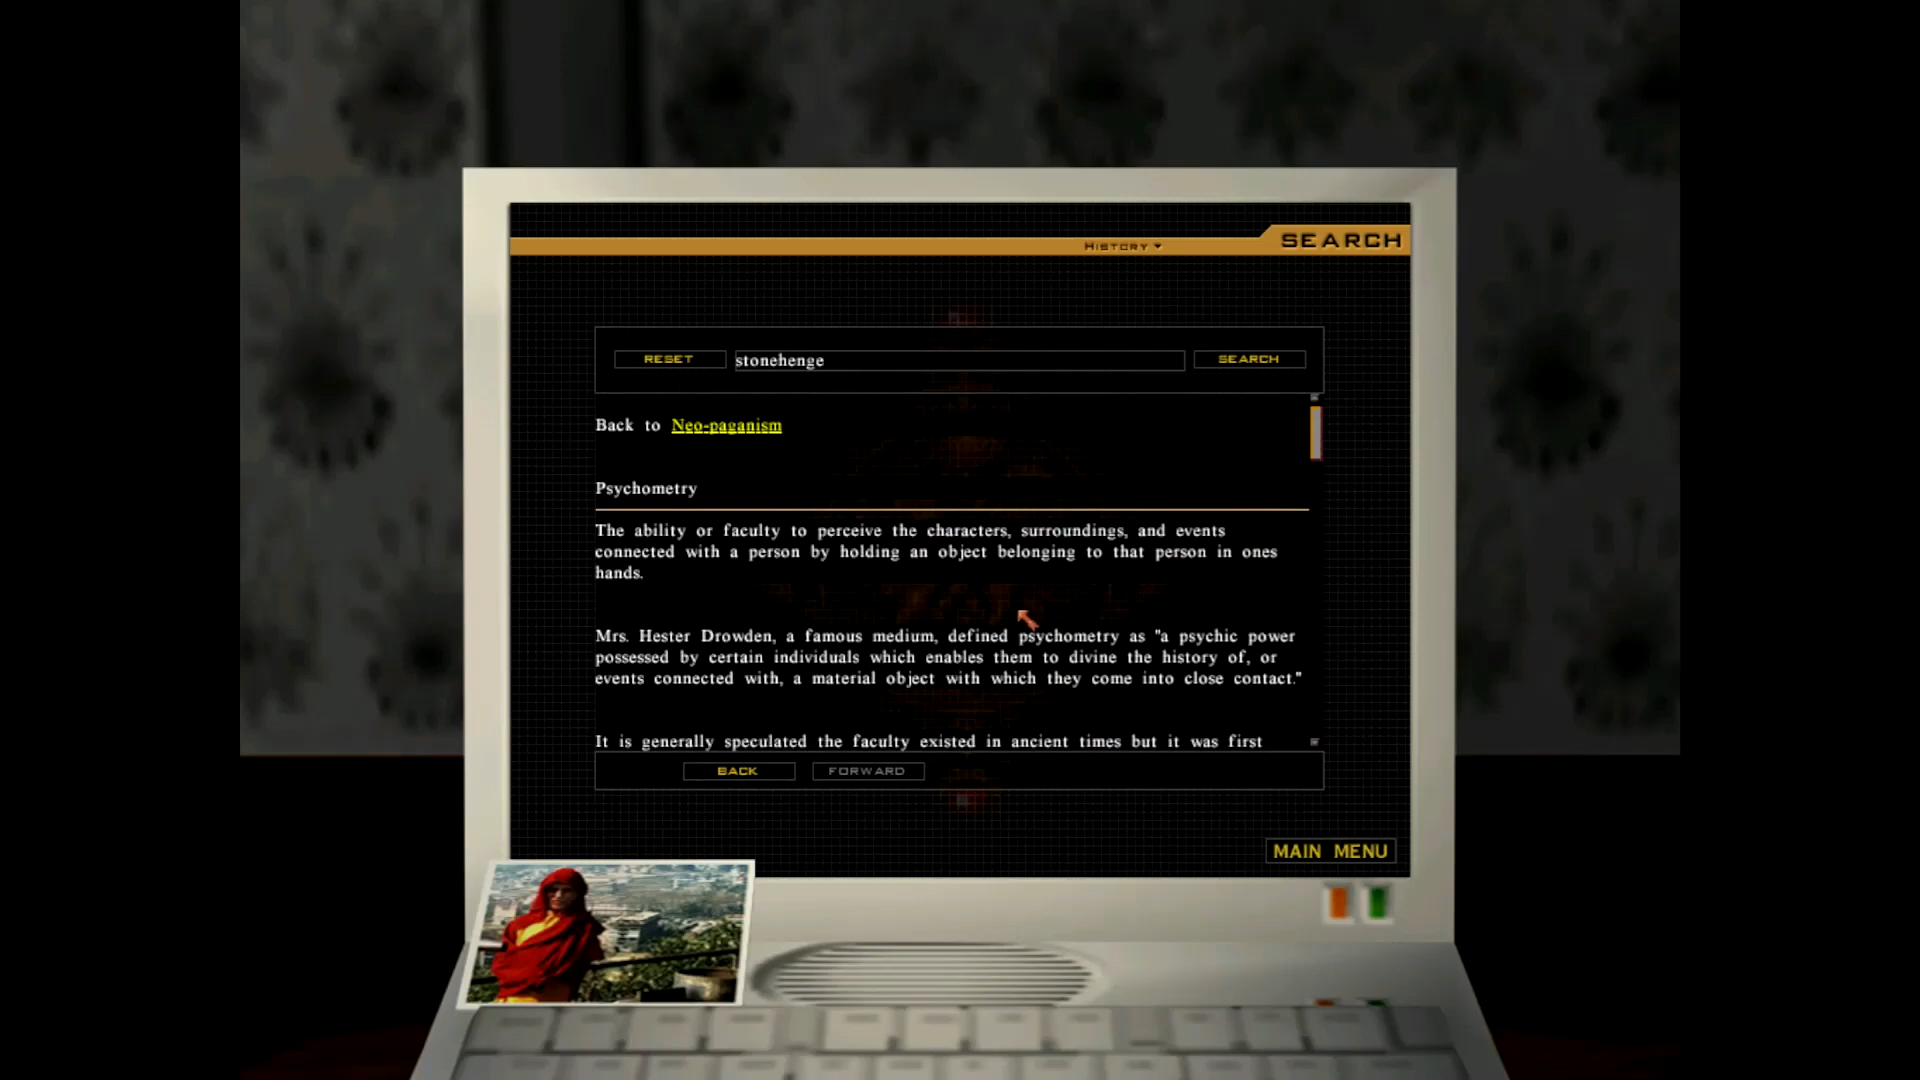 HISTORY
SEARCH
RESET
stonehenge
SEARCH
Back to Neo-paganism
Psychometry
The ability or faculty to perceive the characters, surroundings, and events
connected with a person by holding an object belonging to that person in ones
hands.
Mrs. Hester Drowden, a famous medium, defined psychometry as "a psychic power
possessed by certain individuals which enables them to divine the history of, or
events connected with, a material object with which they come into close contact."
It is generally speculated the faculty existed in ancient times but it was first
BACK
FORWARD
MAIN MENU